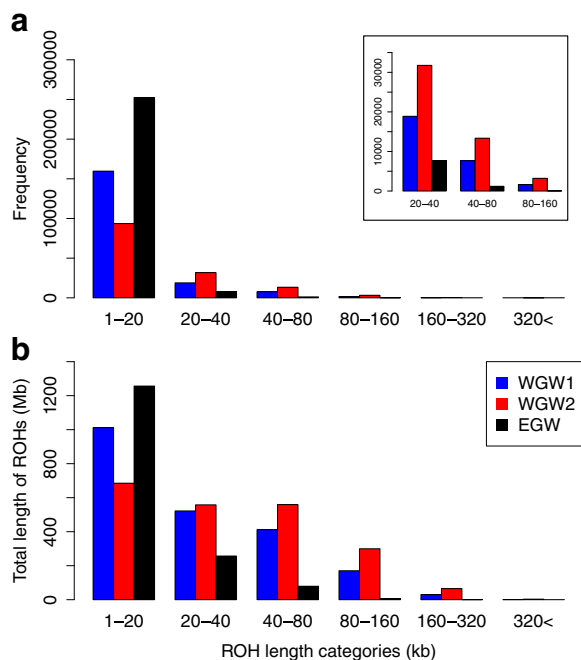 a
Frequency
300000
200000
100000
0
30000
20000
10000
0
20–40 40–80 80–160
1–20 20–40 40–80 80–160 160–320 320<
b
Total length of ROHs (Mb)
1200
800
400
0
WGW1
WGW2
EGW
1–20 20–40 40–80 80–160 160–320 320<
ROH length categories (kb)